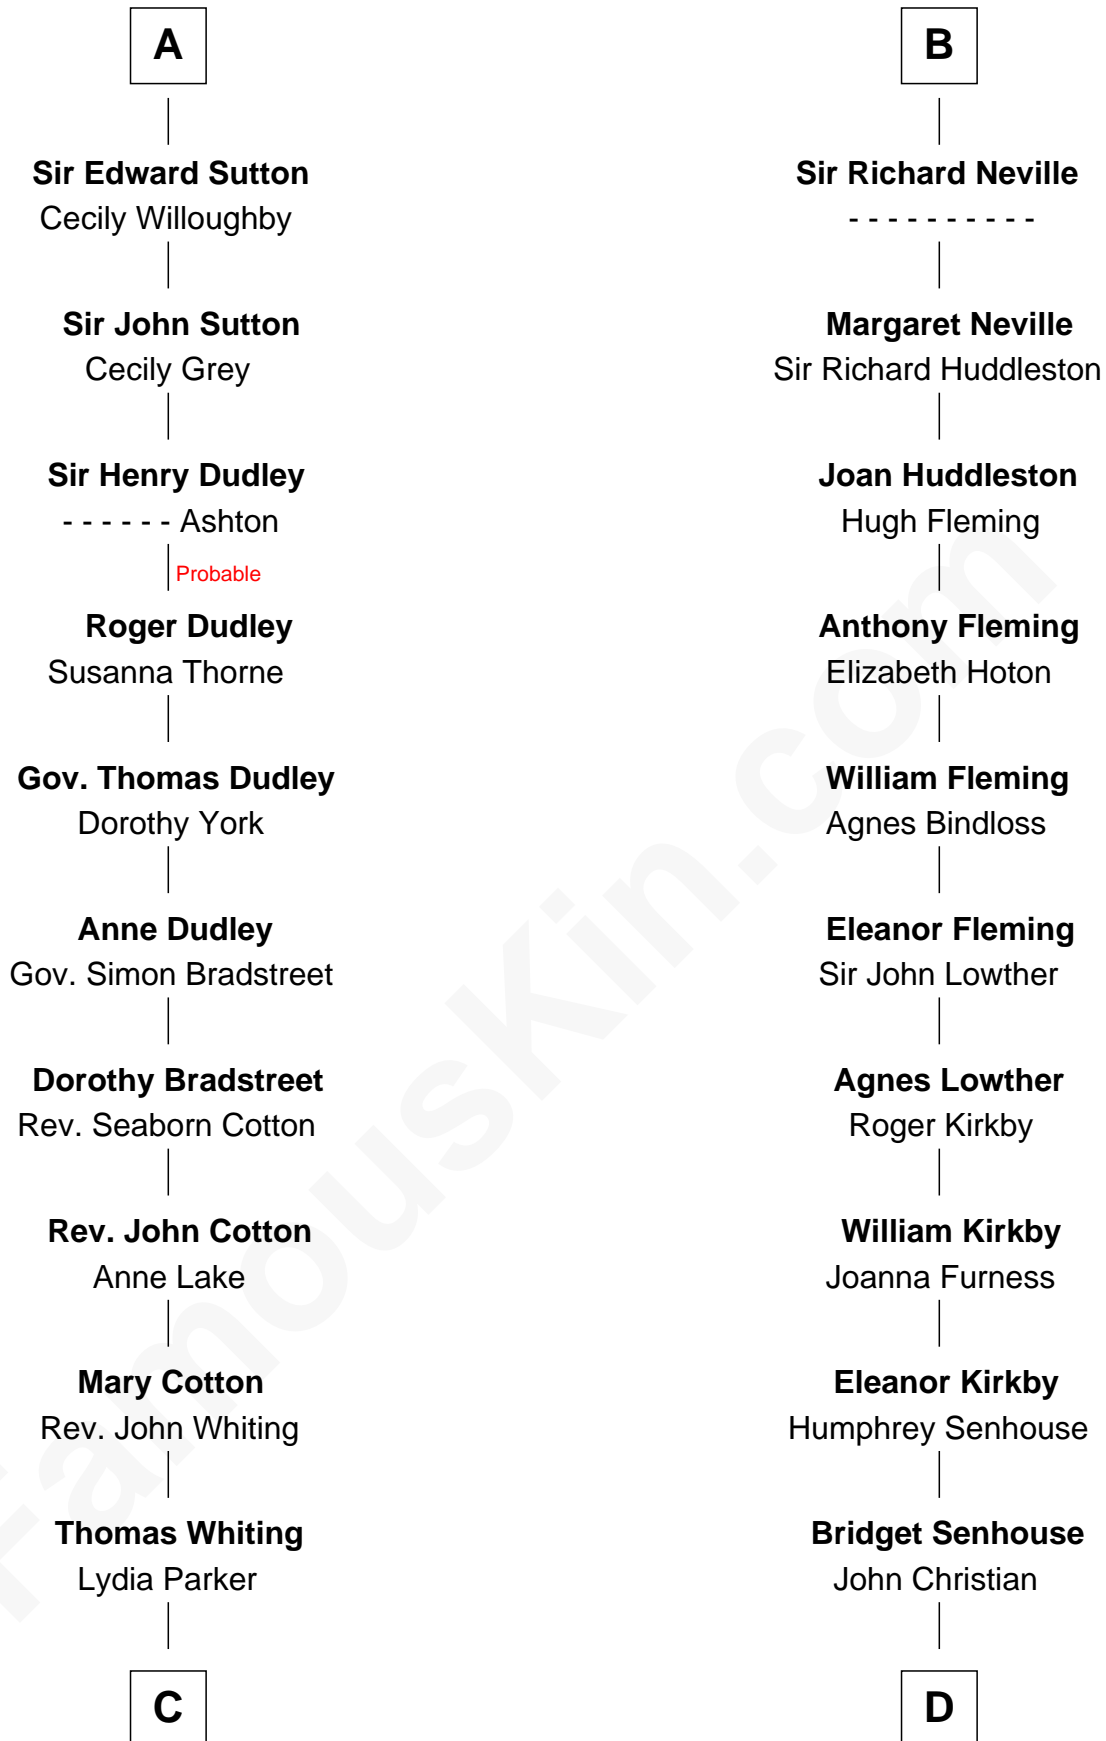 A
Sir Edward Sutton
Cecily Willoughby
Sir John Sutton
Cecily Grey
Sir Henry Dudley
- - - - - - Ashton
Probable
Roger Dudley
Susanna Thorne
Gov. Thomas Dudley
Dorothy York
Anne Dudley
Gov. Simon Bradstreet
Dorothy Bradstreet
Rev. Seaborn Cotton
Rev. John Cotton
Anne Lake
Mary Cotton
Rev. John Whiting
Thomas Whiting
Lydia Parker
C
B
Sir Richard Neville
- - - - - - - - - -
Margaret Neville
Sir Richard Huddleston
Joan Huddleston
Hugh Fleming
Anthony Fleming
Elizabeth Hoton
William Fleming
Agnes Bindloss
Eleanor Fleming
Sir John Lowther
Agnes Lowther
Roger Kirkby
William Kirkby
Joanna Furness
Eleanor Kirkby
Humphrey Senhouse
Bridget Senhouse
John Christian
D
FamousKin.com